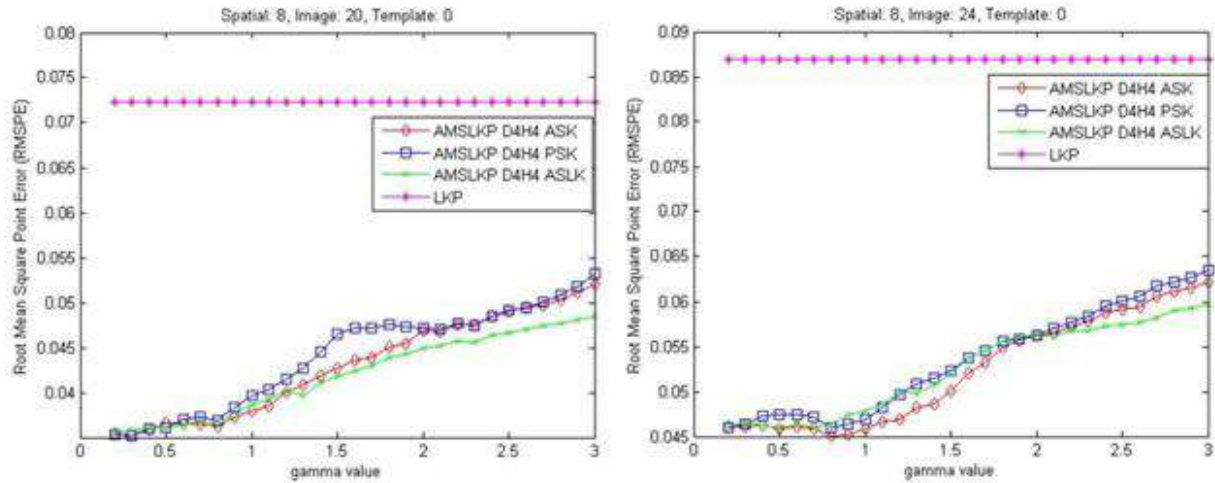 Spatial: 8, Image: 20, Template: 0
Root Mean Square Point Error (RMSPE)
0.08
0.075
0.07
0.065
0.06
0.055
0.05
0.045
0.04
AMSLKP D4H4 ASK
AMSLKP D4H4 PSK
AMSLKP D4H4 ASLK
LKP
0 0.5 1 1.5 2 2.5 3
gamma value
Spatial: 8, Image: 24, Template: 0
Root Mean Square Point Error (RMSPE)
0.09
0.085
0.08
0.075
0.07
0.065
0.06
0.055
0.05
0.045
AMSLKP D4H4 ASK
AMSLKP D4H4 PSK
AMSLKP D4H4 ASLK
LKP
0 0.5 1 1.5 2 2.5 3
gamma value